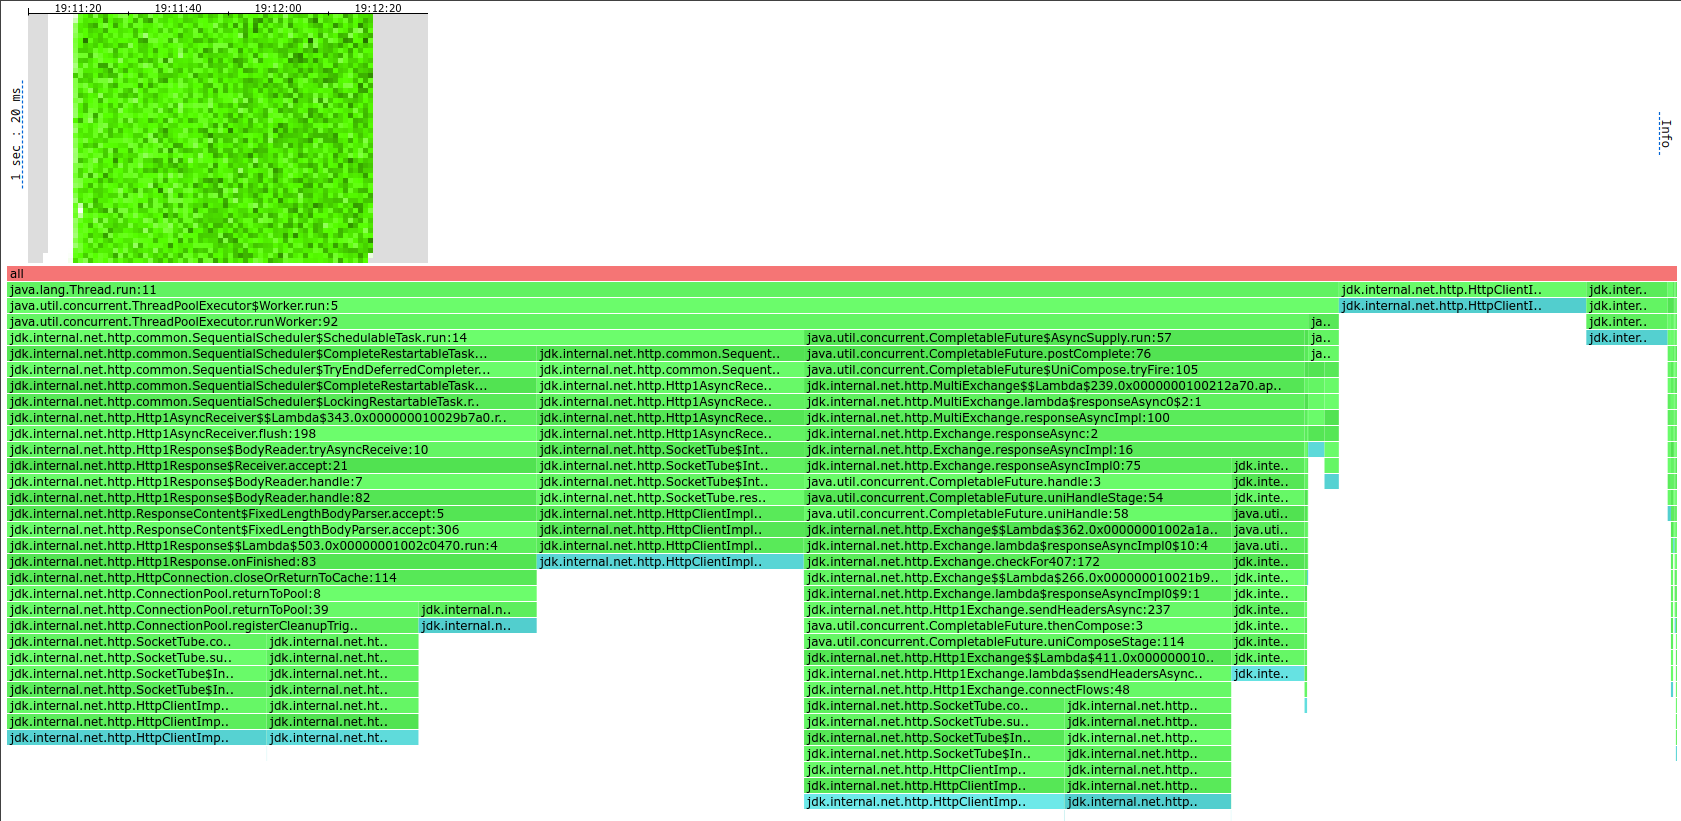 19:11:20 19:11:40 19:12:00 19:12:20
1 sec : 20 ms
Info
all
java.lang.Thread.run:11 jdk.internal.net.http.HttpClientI.. jdk.inter..
java.util.concurrent.ThreadPoolExecutor$Worker.run:5 jdk.internal.net.http.HttpClientI.. jdk.inter..
java.util.concurrent.ThreadPoolExecutor.runWorker:92 ja.. jdk.inter..
jdk.internal.net.http.common.SequentialScheduler$SchedulableTask.run:14 java.util.concurrent.CompletableFuture$AsyncSupply.run:57 ja.. jdk.inter..
jdk.internal.net.http.common.SequentialScheduler$CompleteRestartableTask... jdk.internal.net.http.common.Sequent.. java.util.concurrent.CompletableFuture.postComplete:76 ja..
jdk.internal.net.http.common.SequentialScheduler$TryEndDeferredCompleter... jdk.internal.net.http.common.Sequent.. java.util.concurrent.CompletableFuture$UniCompose.tryFire:105
jdk.internal.net.http.common.SequentialScheduler$CompleteRestartableTask... jdk.internal.net.http.Http1AsyncRece.. jdk.internal.net.http.MultiExchange$$Lambda$239.0x0000000100212a70.ap..
jdk.internal.net.http.common.SequentialScheduler$LockingRestartableTask.r.. jdk.internal.net.http.Http1AsyncRece.. jdk.internal.net.http.MultiExchange.lambda$responseAsync0$2:1
jdk.internal.net.http.Http1AsyncReceiver$$Lambda$343.0x000000010029b7a0.r.. jdk.internal.net.http.Http1AsyncRece.. jdk.internal.net.http.MultiExchange.responseAsyncImpl:100
jdk.internal.net.http.Http1AsyncReceiver.flush:198 jdk.internal.net.http.Http1AsyncRece.. jdk.internal.net.http.Exchange.responseAsync:2
jdk.internal.net.http.Http1Response$BodyReader.tryAsyncReceive:10 jdk.internal.net.http.SocketTube$Int.. jdk.internal.net.http.Exchange.responseAsyncImpl:16
jdk.internal.net.http.Http1Response$Receiver.accept:21 jdk.internal.net.http.SocketTube$Int.. jdk.internal.net.http.Exchange.responseAsyncImpl0:75 jdk.inte..
jdk.internal.net.http.Http1Response$BodyReader.handle:7 jdk.internal.net.http.SocketTube$Int.. java.util.concurrent.CompletableFuture.handle:3 jdk.inte..
jdk.internal.net.http.Http1Response$BodyReader.handle:82 jdk.internal.net.http.SocketTube.res.. java.util.concurrent.CompletableFuture.uniHandleStage:54 jdk.inte..
jdk.internal.net.http.ResponseContent$FixedLengthBodyParser.accept:5 jdk.internal.net.http.HttpClientImpl.. java.util.concurrent.CompletableFuture.uniHandle:58 java.uti..
jdk.internal.net.http.ResponseContent$FixedLengthBodyParser.accept:306 jdk.internal.net.http.HttpClientImpl.. jdk.internal.net.http.Exchange$$Lambda$362.0x00000001002a1a.. java.uti..
jdk.internal.net.http.Http1Response$$Lambda$503.0x00000001002c0470.run:4 jdk.internal.net.http.HttpClientImpl.. jdk.internal.net.http.Exchange.lambda$responseAsyncImpl0$10:4 java.uti..
jdk.internal.net.http.Http1Response.onFinished:83 jdk.internal.net.http.HttpClientImpl.. jdk.internal.net.http.Exchange.checkFor407:172 jdk.inte..
jdk.internal.net.http.HttpConnection.closeOrReturnToCache:114 jdk.internal.net.http.Exchange$$Lambda$266.0x000000010021b9.. jdk.inte..
jdk.internal.net.http.ConnectionPool.returnToPool:8 jdk.internal.net.http.Exchange.lambda$responseAsyncImpl0$9:1 jdk.inte..
jdk.internal.net.http.ConnectionPool.returnToPool:39 jdk.internal.n.. jdk.internal.net.http.Http1Exchange.sendHeadersAsync:237 jdk.inte..
jdk.internal.net.http.ConnectionPool.registerCleanupTrig.. jdk.internal.n.. java.util.concurrent.CompletableFuture.thenCompose:3 jdk.inte..
jdk.internal.net.http.SocketTube.co.. jdk.internal.net.ht.. java.util.concurrent.CompletableFuture.uniComposeStage:114 jdk.inte..
jdk.internal.net.http.SocketTube.su.. jdk.internal.net.ht.. jdk.internal.net.http.Http1Exchange$$Lambda$411.0x000000010.. jdk.inte..
jdk.internal.net.http.SocketTube$In.. jdk.internal.net.ht.. jdk.internal.net.http.Http1Exchange.lambda$sendHeadersAsync.. jdk.inte..
jdk.internal.net.http.SocketTube$In.. jdk.internal.net.ht.. jdk.internal.net.http.Http1Exchange.connectFlows:48
jdk.internal.net.http.HttpClientImp.. jdk.internal.net.ht.. jdk.internal.net.http.SocketTube.co.. jdk.internal.net.http..
jdk.internal.net.http.HttpClientImp.. jdk.internal.net.ht.. jdk.internal.net.http.SocketTube.su.. jdk.internal.net.http..
jdk.internal.net.http.HttpClientImp.. jdk.internal.net.ht.. jdk.internal.net.http.SocketTube$In.. jdk.internal.net.http..
jdk.internal.net.http.SocketTube$In.. jdk.internal.net.http..
jdk.internal.net.http.HttpClientImp.. jdk.internal.net.http..
jdk.internal.net.http.HttpClientImp.. jdk.internal.net.http..
jdk.internal.net.http.HttpClientImp.. jdk.internal.net.http..